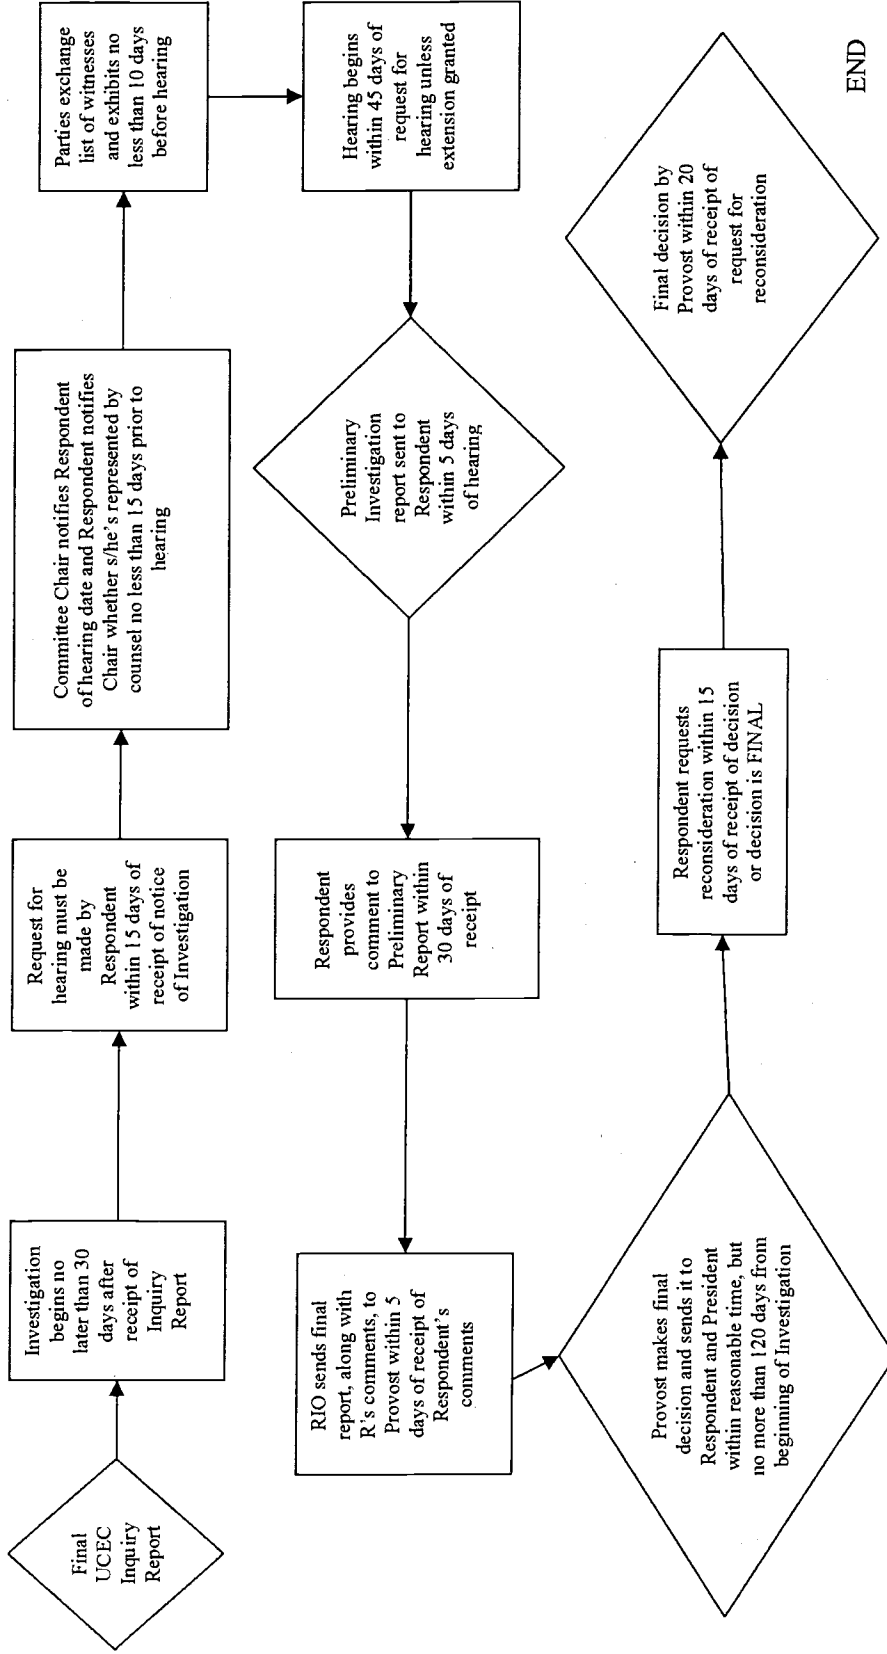 Final
UCEC
Inquiry
Report
Investigation
begins no
later than 30
days after
receipt of
Inquiry
Report
Request for
hearing must be
made by
Respondent
within 15 days of
receipt of notice
of Investigation
Committee Chair notifies Respondent
of hearing date and Respondent notifies
Chair whether s/he's represented by
counsel no less than 15 days prior to
hearing
Parties exchange
list of witnesses
and exhibits no
less than 10 days
before hearing
Hearing begins
within 45 days of
request for
hearing unless
extension granted
Preliminary
Investigation
report sent to
Respondent
within 5 days
of hearing
Respondent
provides
comment to
Preliminary
Report within
30 days of
receipt
RIO sends final
report, along with
R's comments, to
Provost within 5
days of receipt of
Respondent's
comments
Provost makes final
decision and sends it to
Respondent and President
within reasonable time, but
no more than 120 days from
beginning of Investigation
Respondent requests
reconsideration within 15
days of receipt of decision
or decision is FINAL
Final decision by
Provost within 20
days of receipt of
request for
reconsideration
END